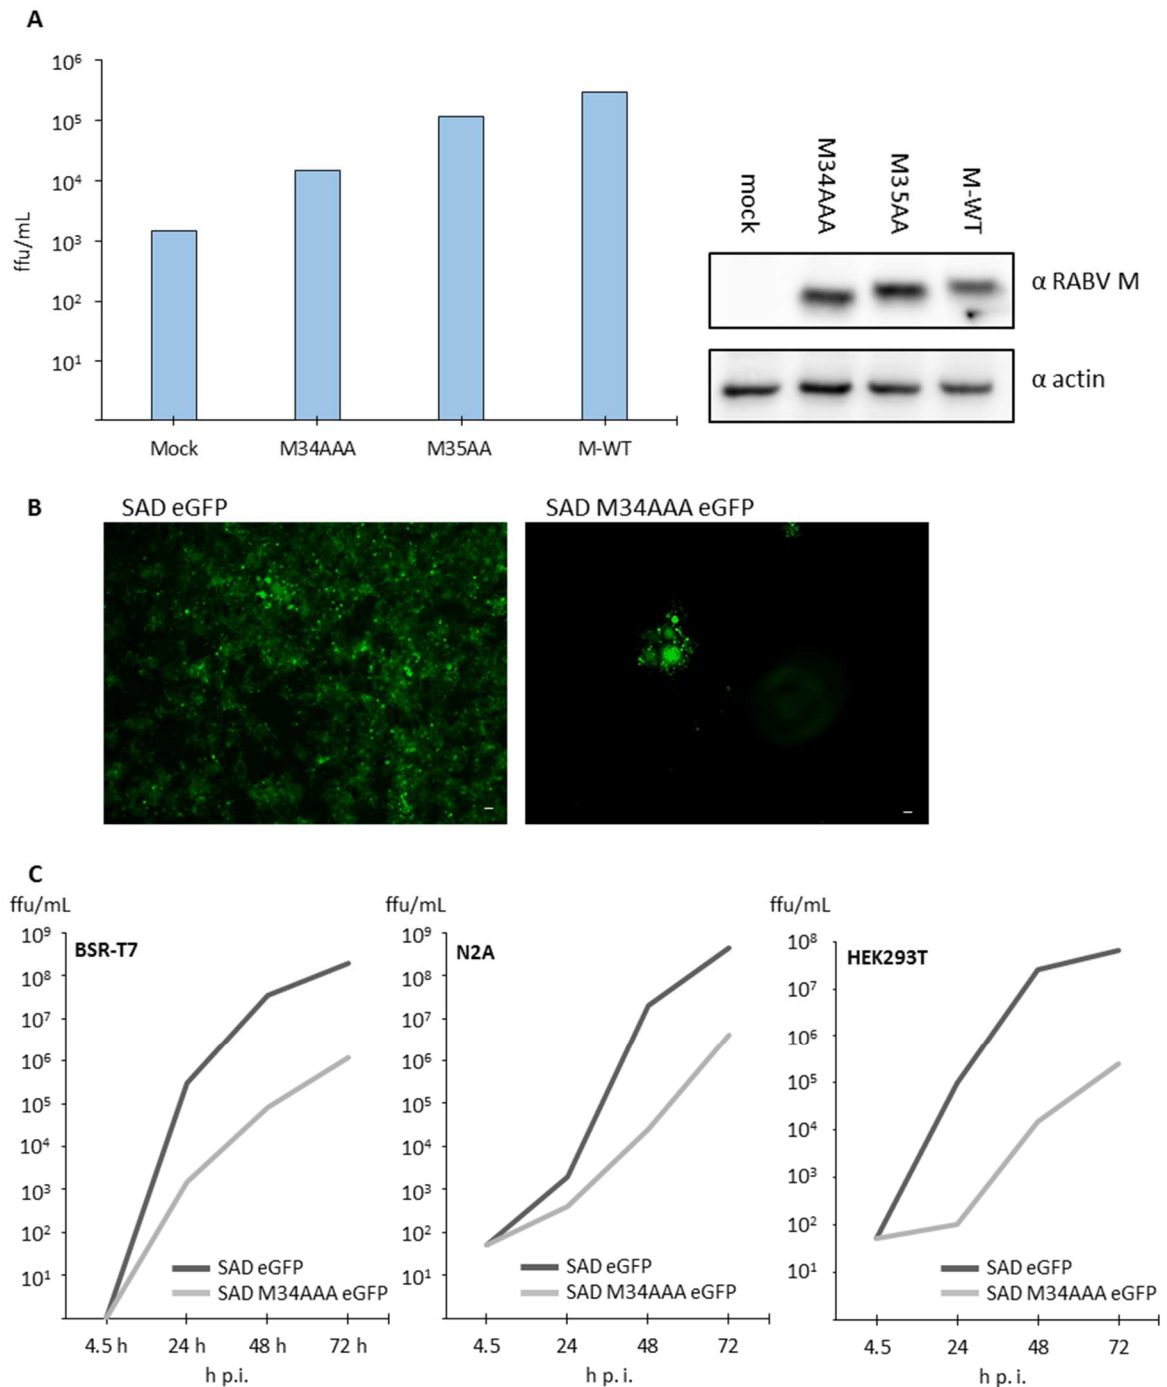 A
10⁶
10⁵
10⁴
10³
10²
10¹
ffu/mL
Mock M34AAA M35AA M-WT
mock M34AAA M35AA M-WT
α RABV M
α actin
B
SAD eGFP SAD M34AAA eGFP
C
ffu/mL
10⁹
10⁸
10⁷
10⁶
10⁵
10⁴
10³
10²
10¹
BSR-T7
SAD eGFP
SAD M34AAA eGFP
4.5 h 24 h 48 h 72 h
h p.i.
ffu/mL
10⁹
10⁸
10⁷
10⁶
10⁵
10⁴
10³
10²
10¹
N2A
SAD eGFP
SAD M34AAA eGFP
4.5 24 48 72
h p.i.
ffu/mL
10⁸
10⁷
10⁶
10⁵
10⁴
10³
10²
10¹
HEK293T
SAD eGFP
SAD M34AAA eGFP
4.5 24 48 72
h p.i.